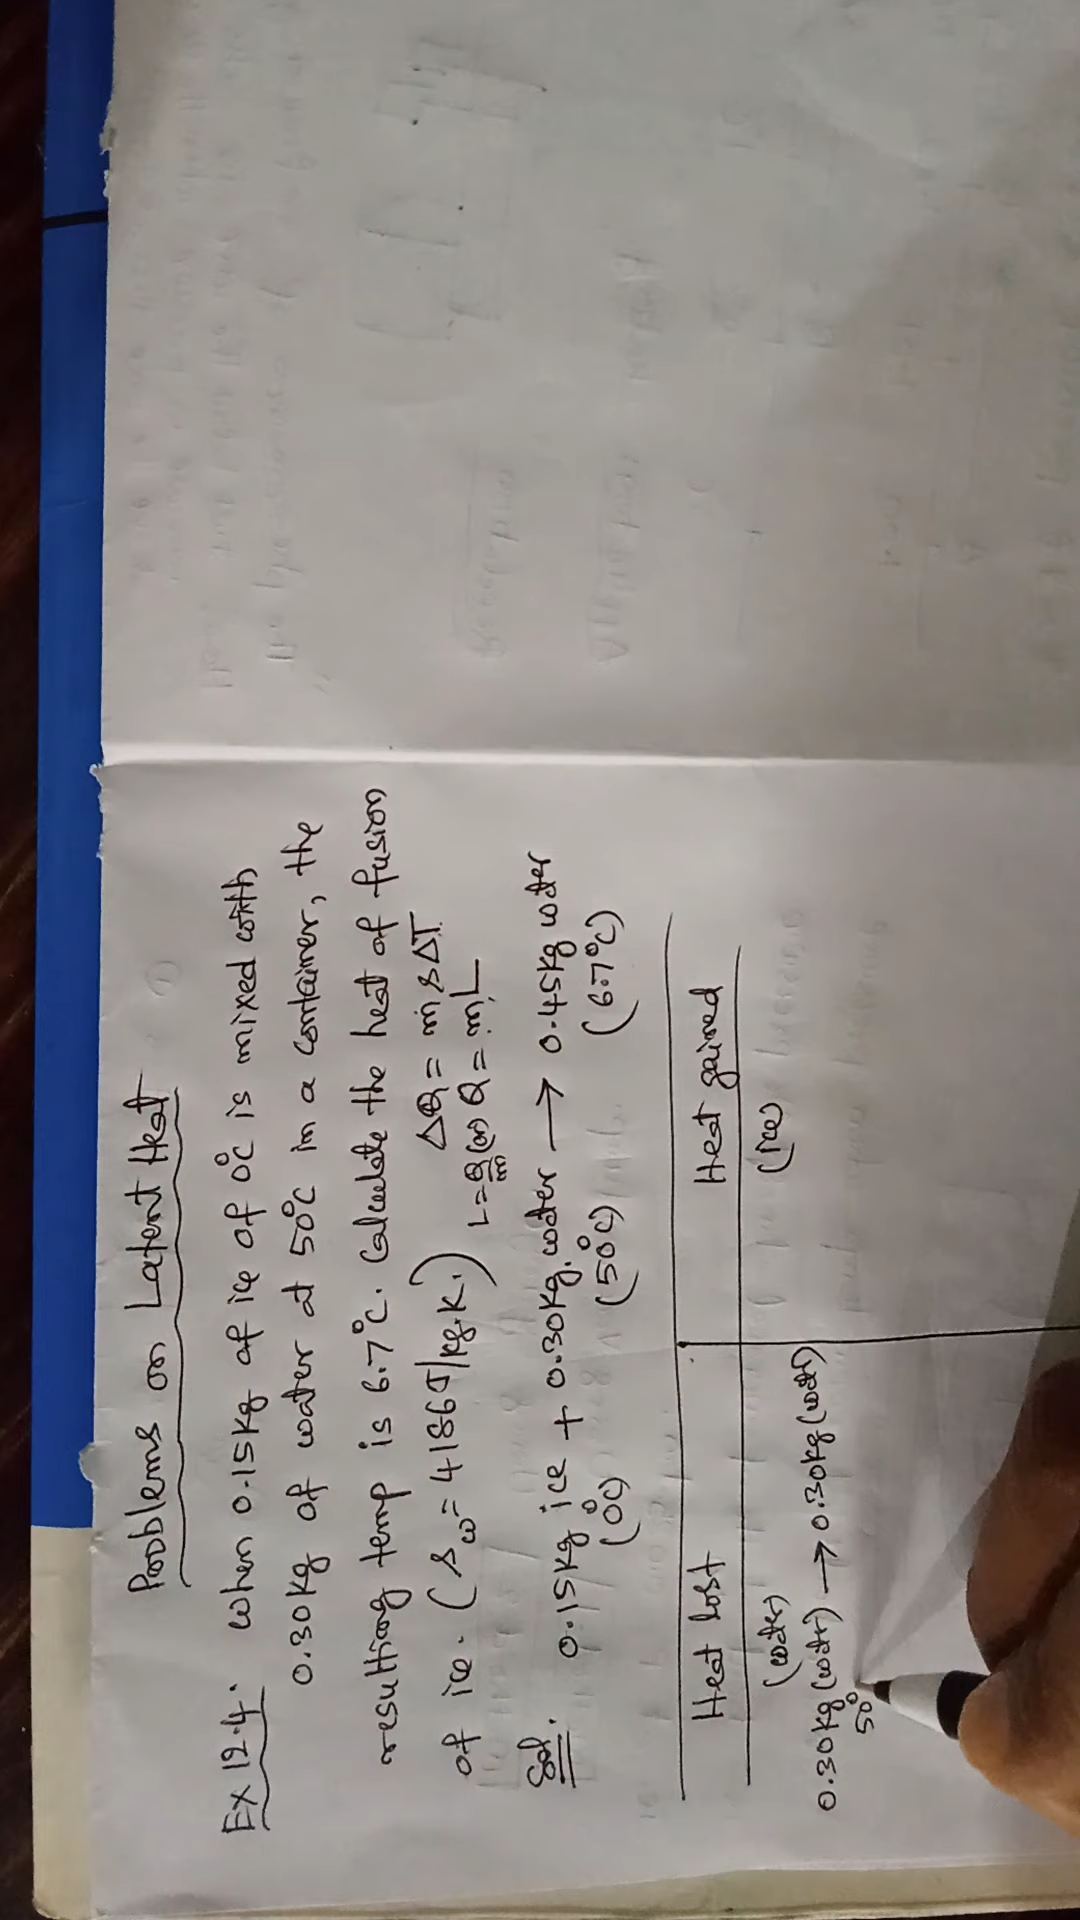 Problems on Latent Heat
Ex 12.4. When 0.15kg of ice of 0°C is mixed with
0.30kg of water at 50°C in a container, the
resulting temp is 6.7°C. Calculate the heat of fusion
of ice. (s_w = 4186J/kg.K.)
ΔQ = m s ΔT
L = Q/m (or) Q = mL
Sol. 0.15kg ice + 0.30kg. water → 0.45kg water
(0°C) (50°C) (6.7°C)
Heat lost Heat gained
(water) (ice)
0.30kg (water) → 0.30kg (water)
50°